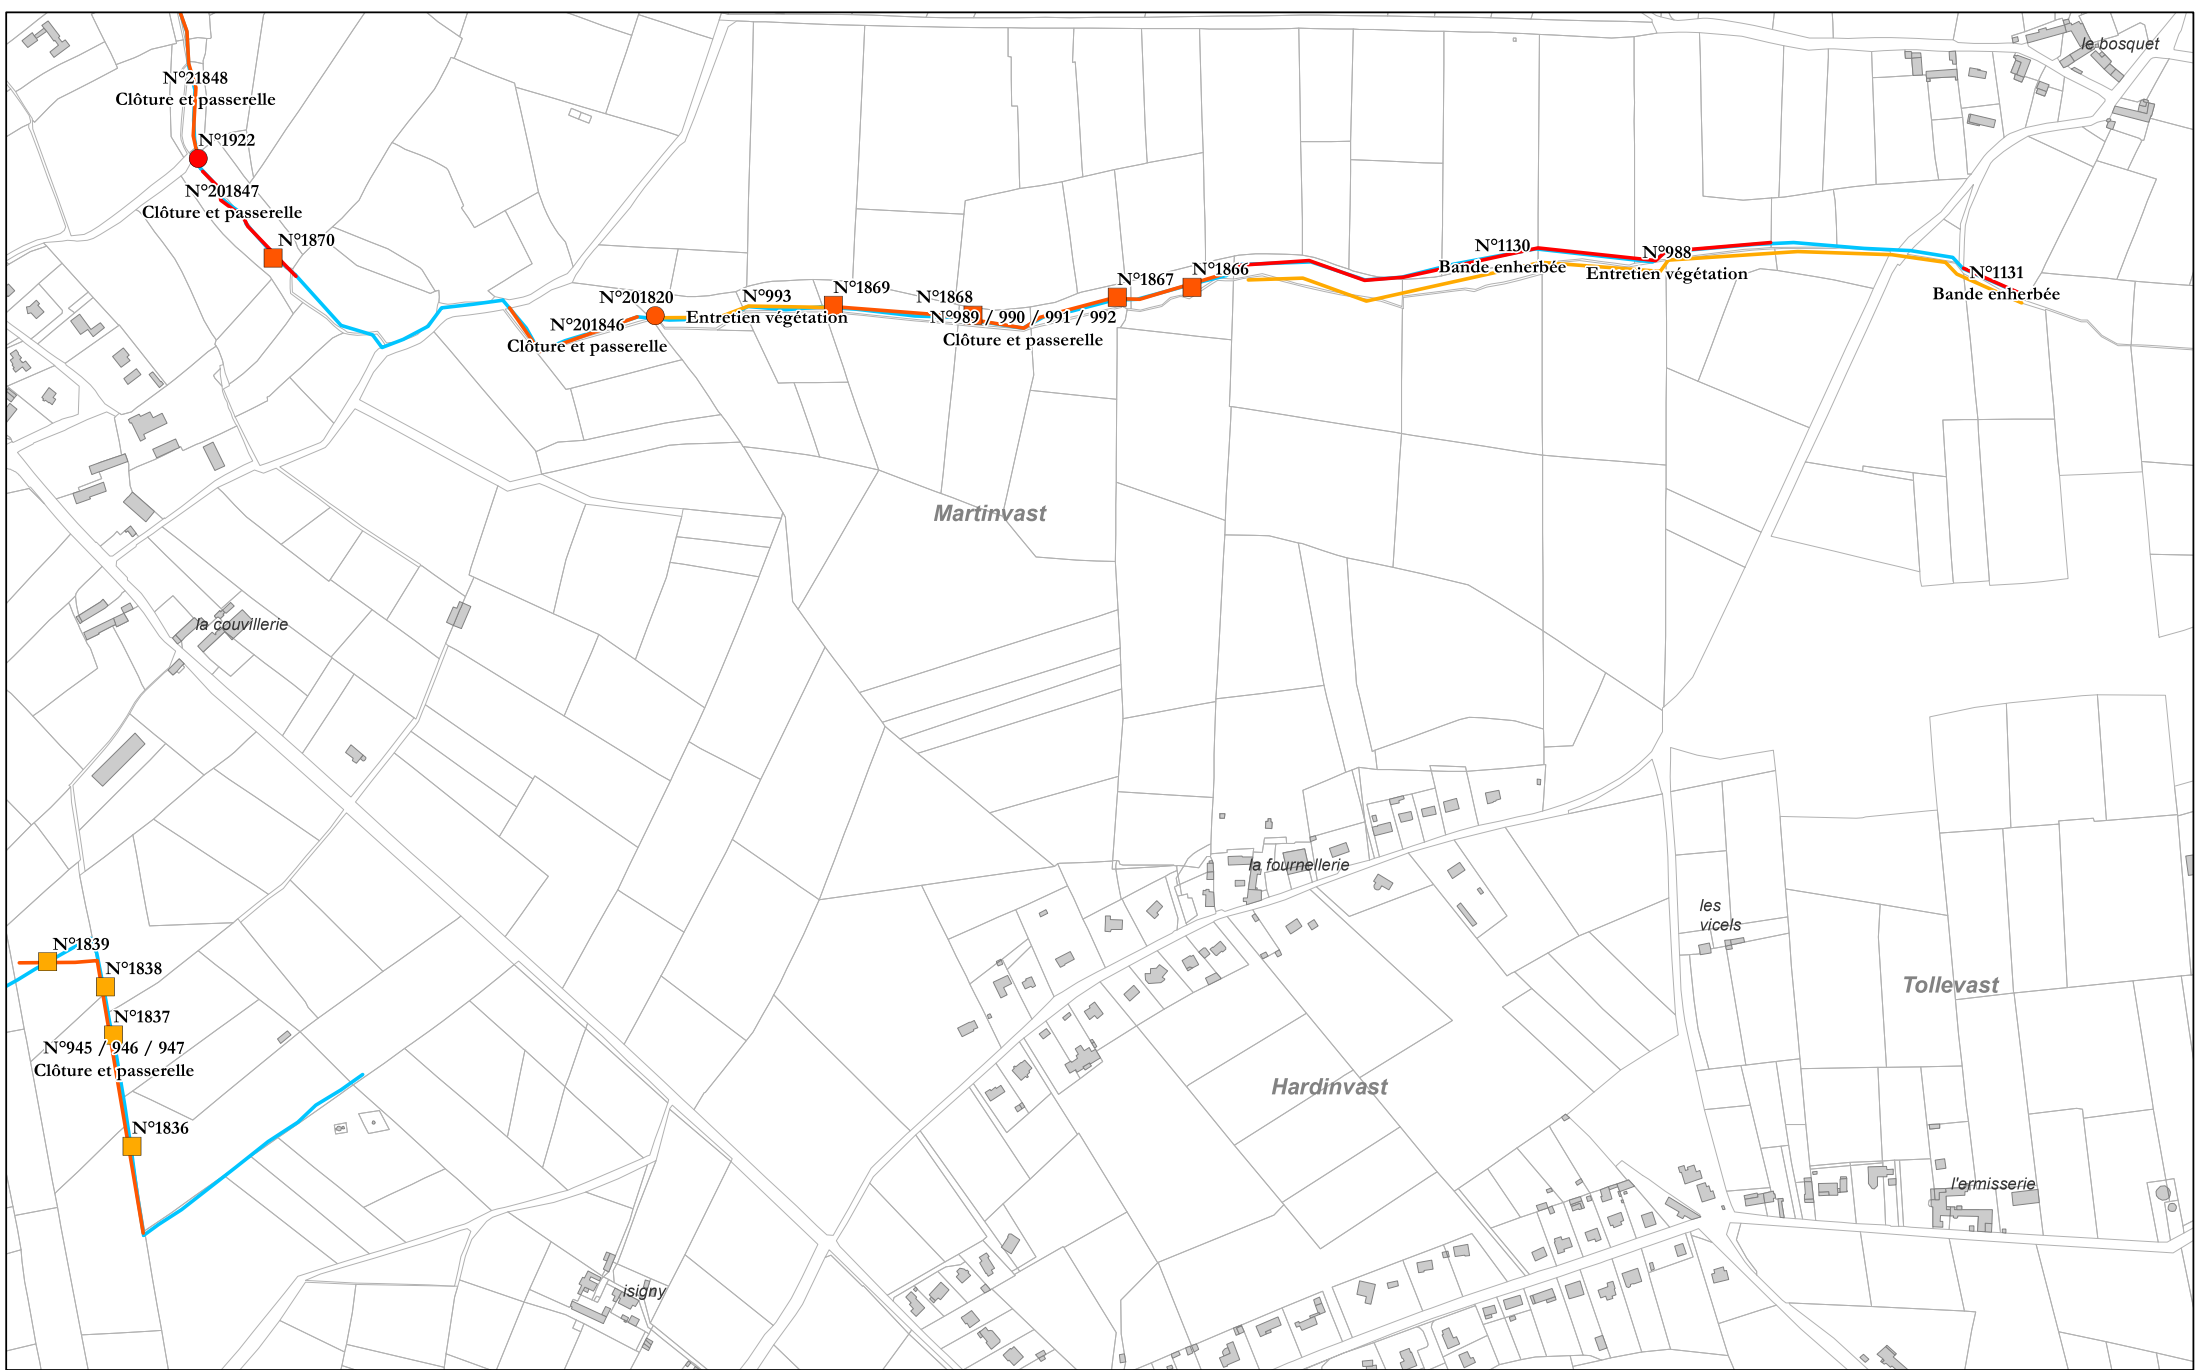 le bosquet
N°21848
Clôture et passerelle
N°1922
N°201847
Clôture et passerelle
N°1870
N°1130
Bande enherbée
N°988
Entretien végétation
N°1131
Bande enherbée
N°1866
N°1867
N°1869
N°1868
N°993
Entretien végétation
N°201820
N°201846
Clôture et passerelle
N°989 / 990 / 991 / 992
Clôture et passerelle
Martinvast
la couvillerie
la fournellerie
les
vicels
N°1839
N°1838
N°1837
N°945 / 946 / 947
Clôture et passerelle
Tollevast
Hardinvast
N°1836
l'ermisserie
isigny